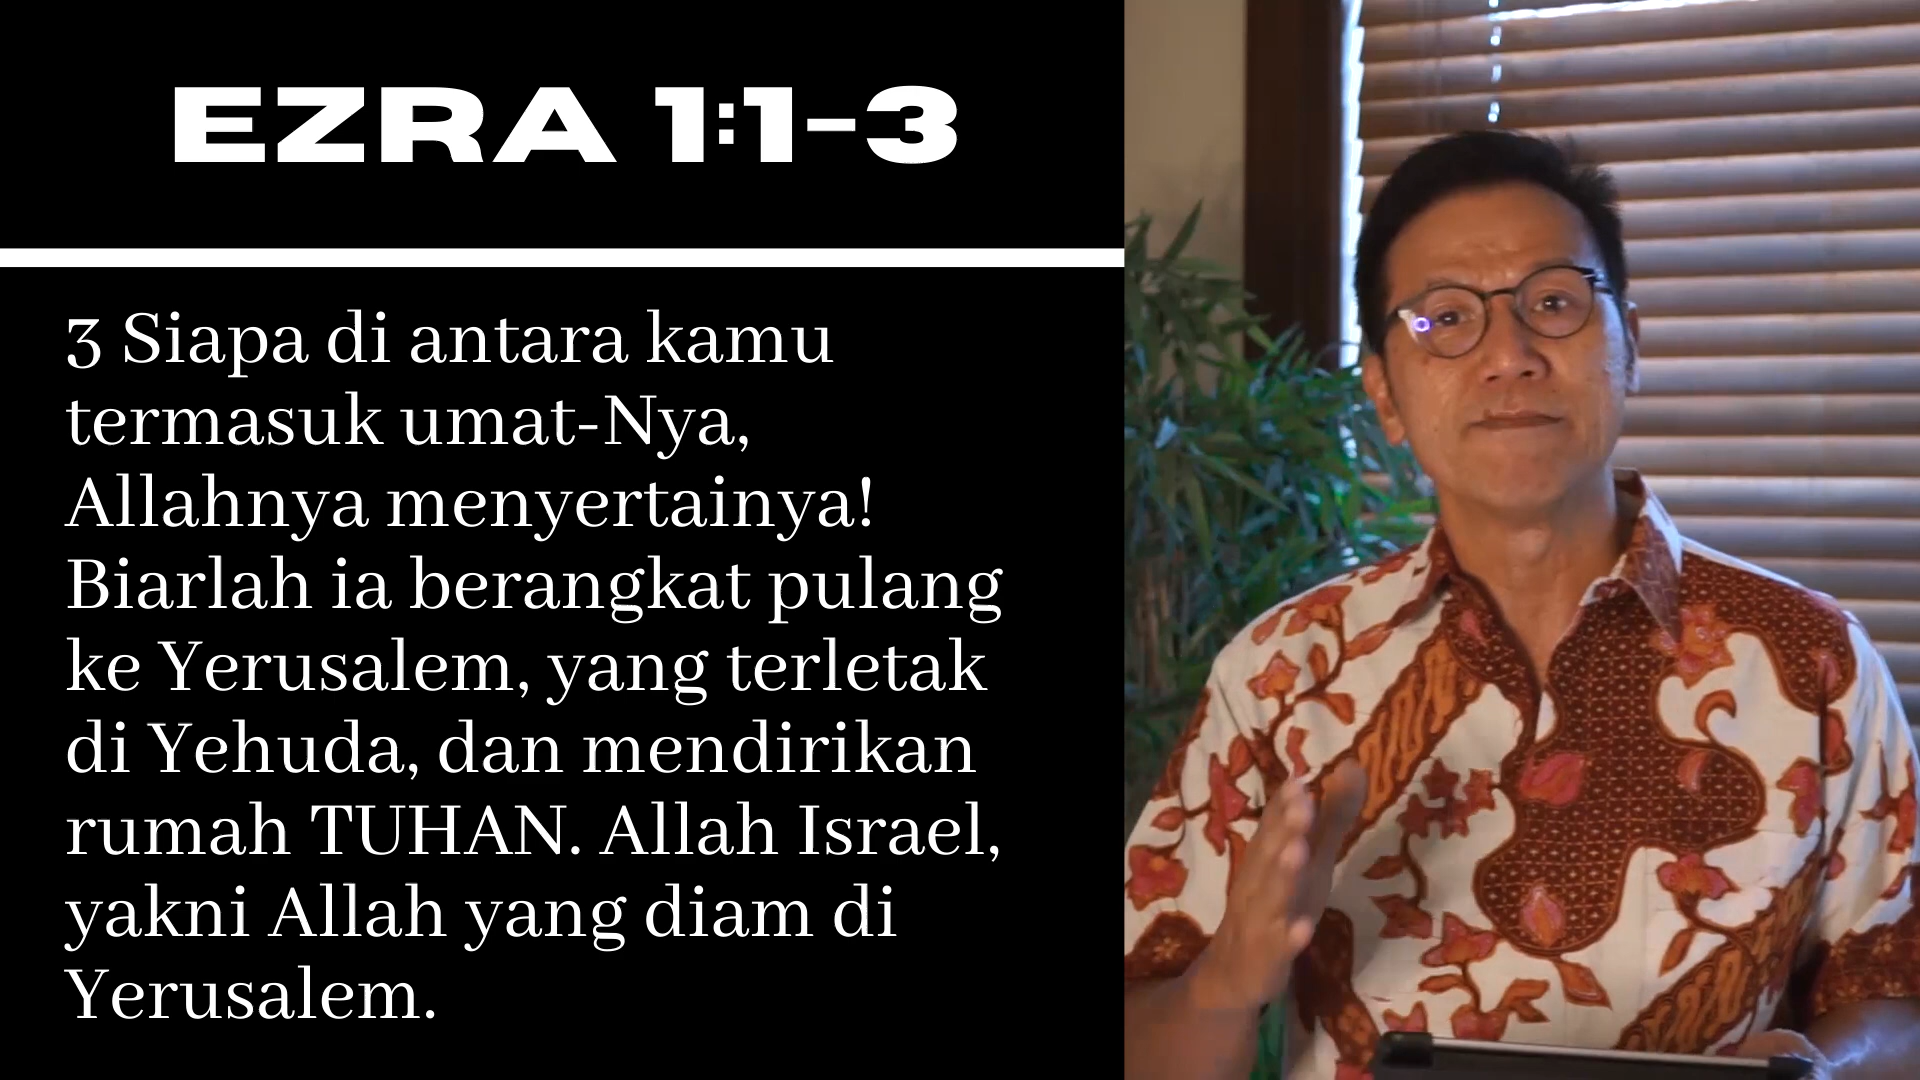 EZRA 1:1-3
3 Siapa di antara kamu
termasuk umat-Nya,
Allahnya menyertainya!
Biarlah ia berangkat pulang
ke Yerusalem, yang terletak
di Yehuda, dan mendirikan
rumah TUHAN. Allah Israel,
yakni Allah yang diam di
Yerusalem.